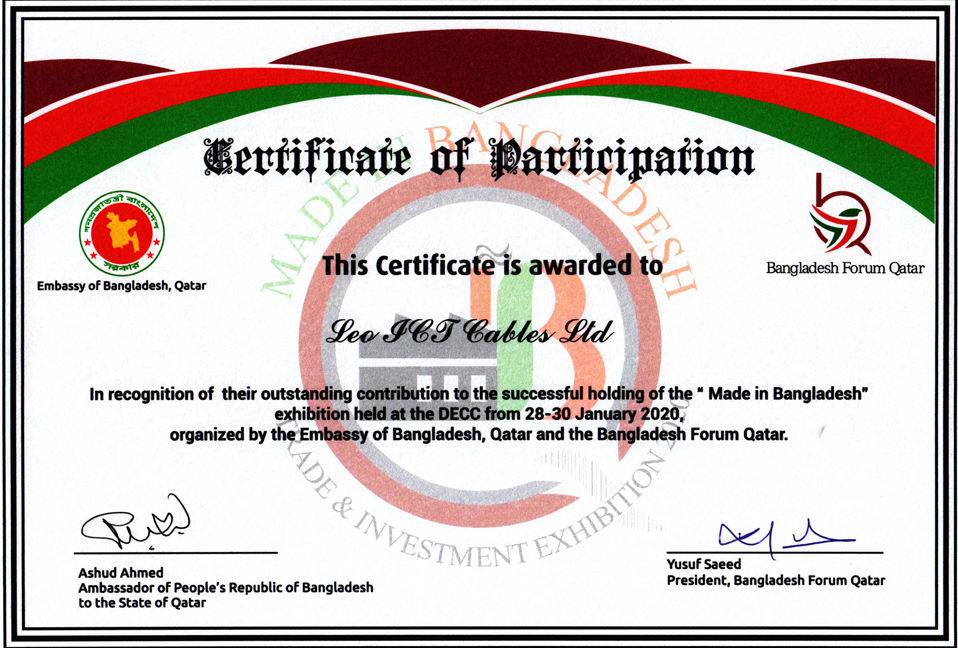 Certificate of Participation
MADE IN BANGLADESH
গণপ্রজাতন্ত্রী বাংলাদেশ
সরকার
Embassy of Bangladesh, Qatar
Bangladesh Forum Qatar
This Certificate is awarded to
Leo ICT Cables Ltd
In recognition of their outstanding contribution to the successful holding of the “ Made in Bangladesh”
exhibition held at the DECC from 28-30 January 2020,
organized by the Embassy of Bangladesh, Qatar and the Bangladesh Forum Qatar.
TRADE & INVESTMENT EXHIBITION
Ashud Ahmed
Ambassador of People’s Republic of Bangladesh
to the State of Qatar
Yusuf Saeed
President, Bangladesh Forum Qatar